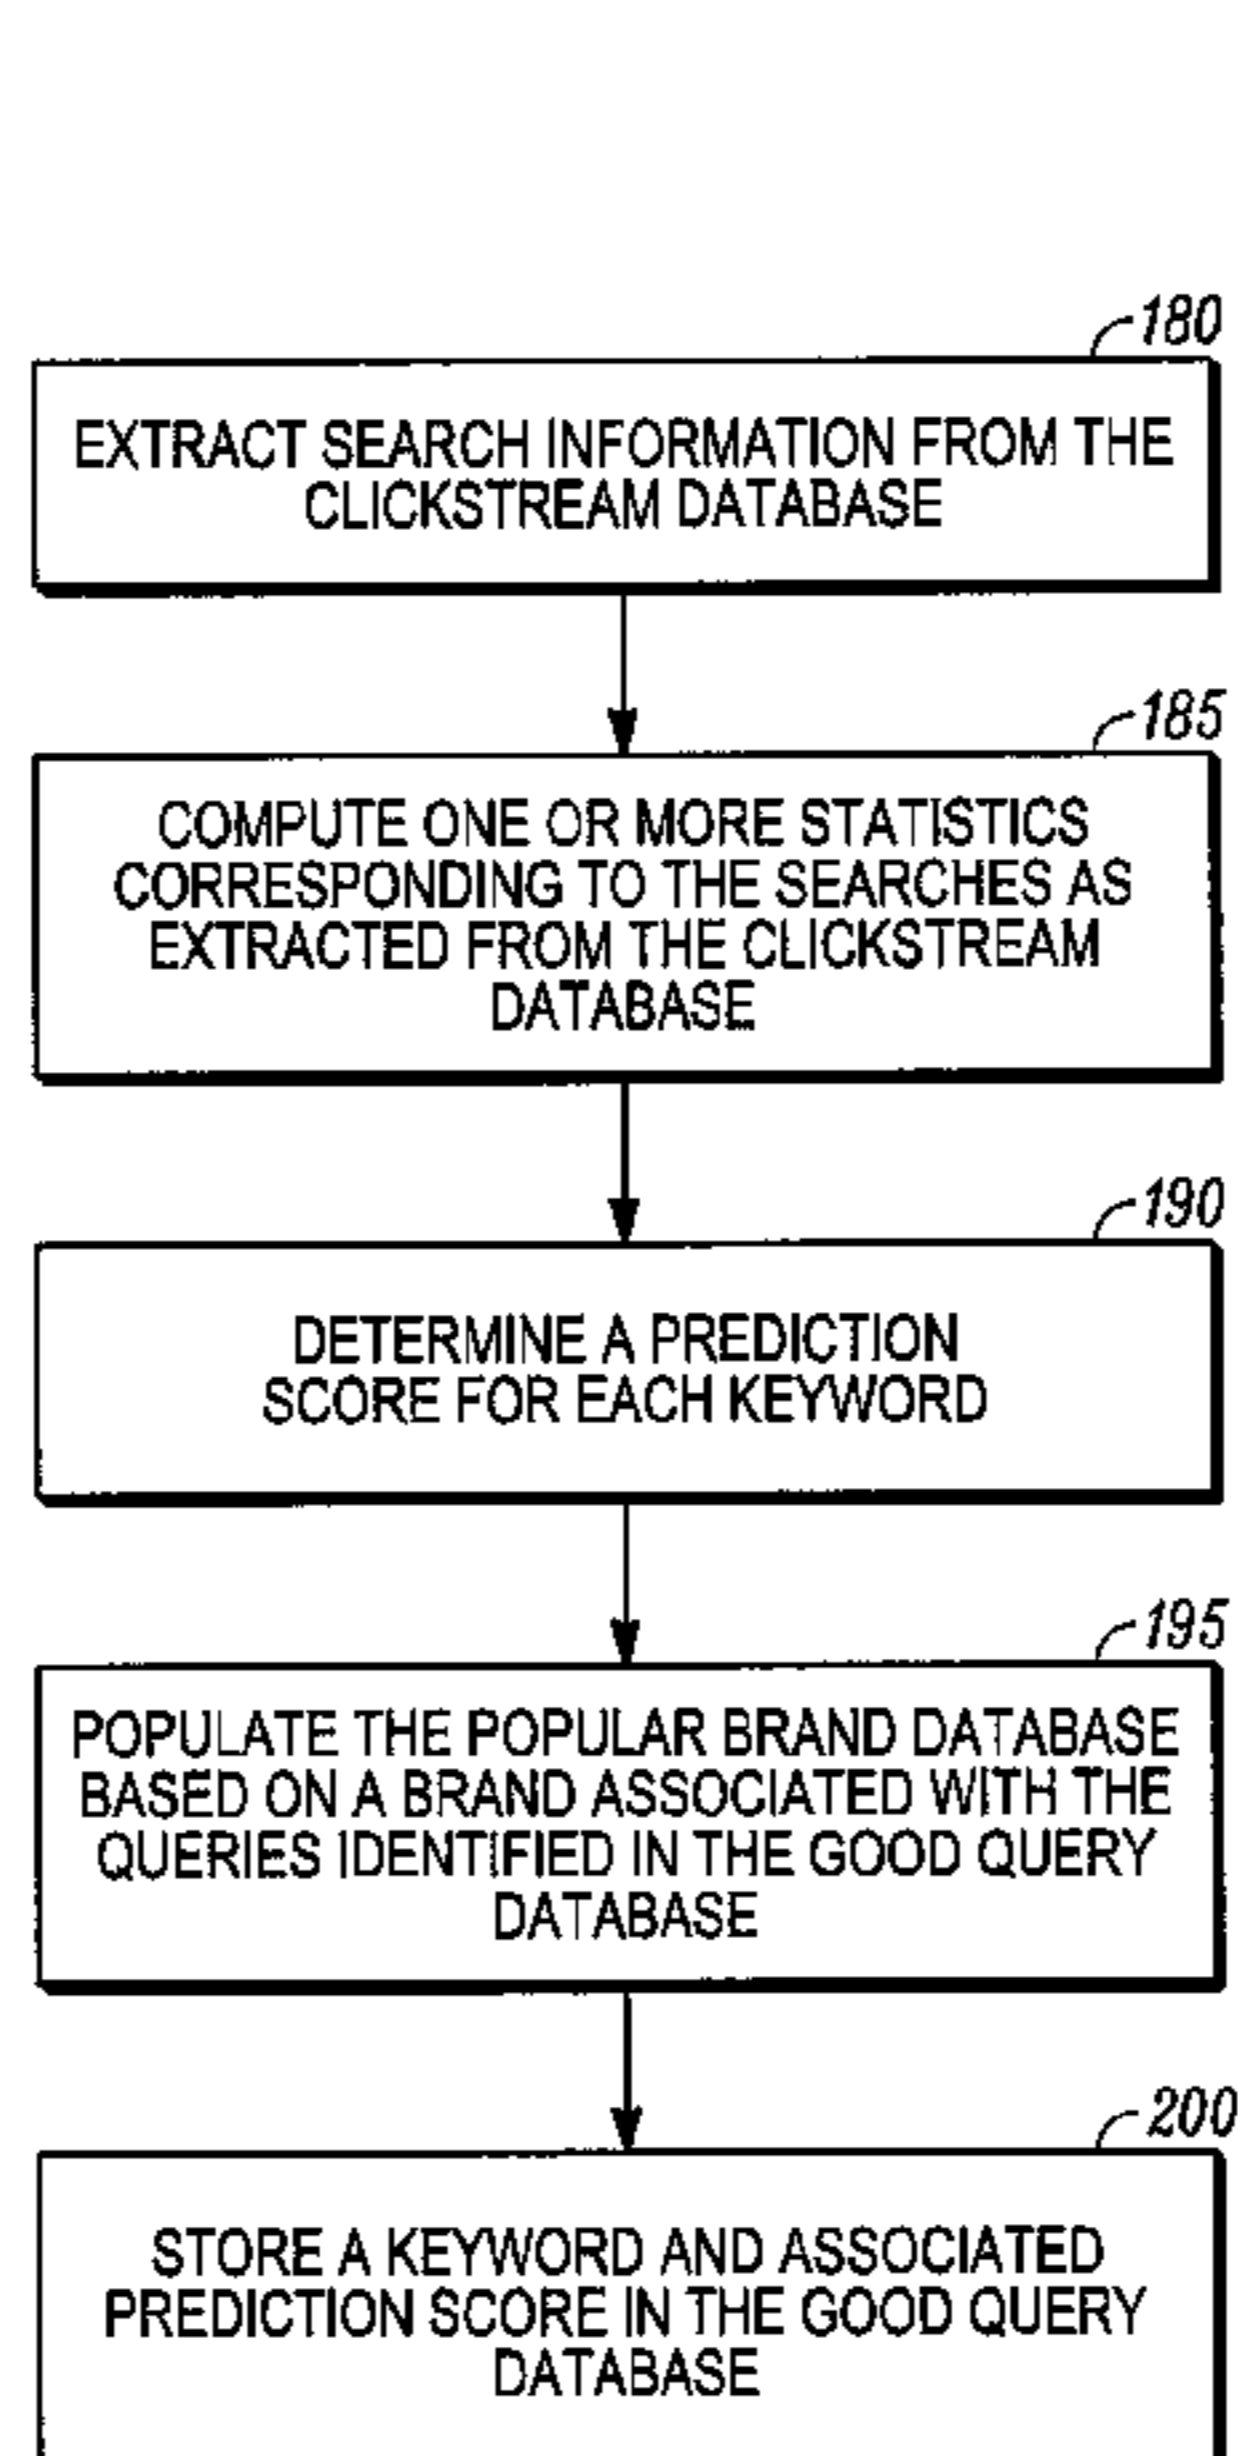 180
EXTRACT SEARCH INFORMATION FROM THE
CLICKSTREAM DATABASE
185
COMPUTE ONE OR MORE STATISTICS
CORRESPONDING TO THE SEARCHES AS
EXTRACTED FROM THE CLICKSTREAM
DATABASE
190
DETERMINE A PREDICTION
SCORE FOR EACH KEYWORD
195
POPULATE THE POPULAR BRAND DATABASE
BASED ON A BRAND ASSOCIATED WITH THE
QUERIES IDENTIFIED IN THE GOOD QUERY
DATABASE
200
STORE A KEYWORD AND ASSOCIATED
PREDICTION SCORE IN THE GOOD QUERY
DATABASE